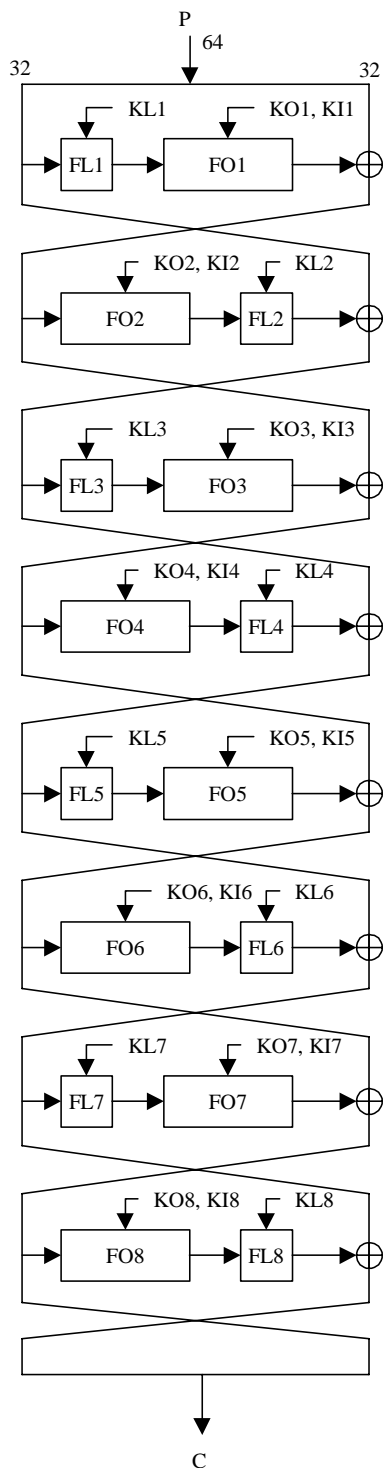 P
64
32 32
KL1 KO1, KI1
FL1 FO1
KO2, KI2 KL2
FO2 FL2
KL3 KO3, KI3
FL3 FO3
KO4, KI4 KL4
FO4 FL4
KL5 KO5, KI5
FL5 FO5
KO6, KI6 KL6
FO6 FL6
KL7 KO7, KI7
FL7 FO7
KO8, KI8 KL8
FO8 FL8
C